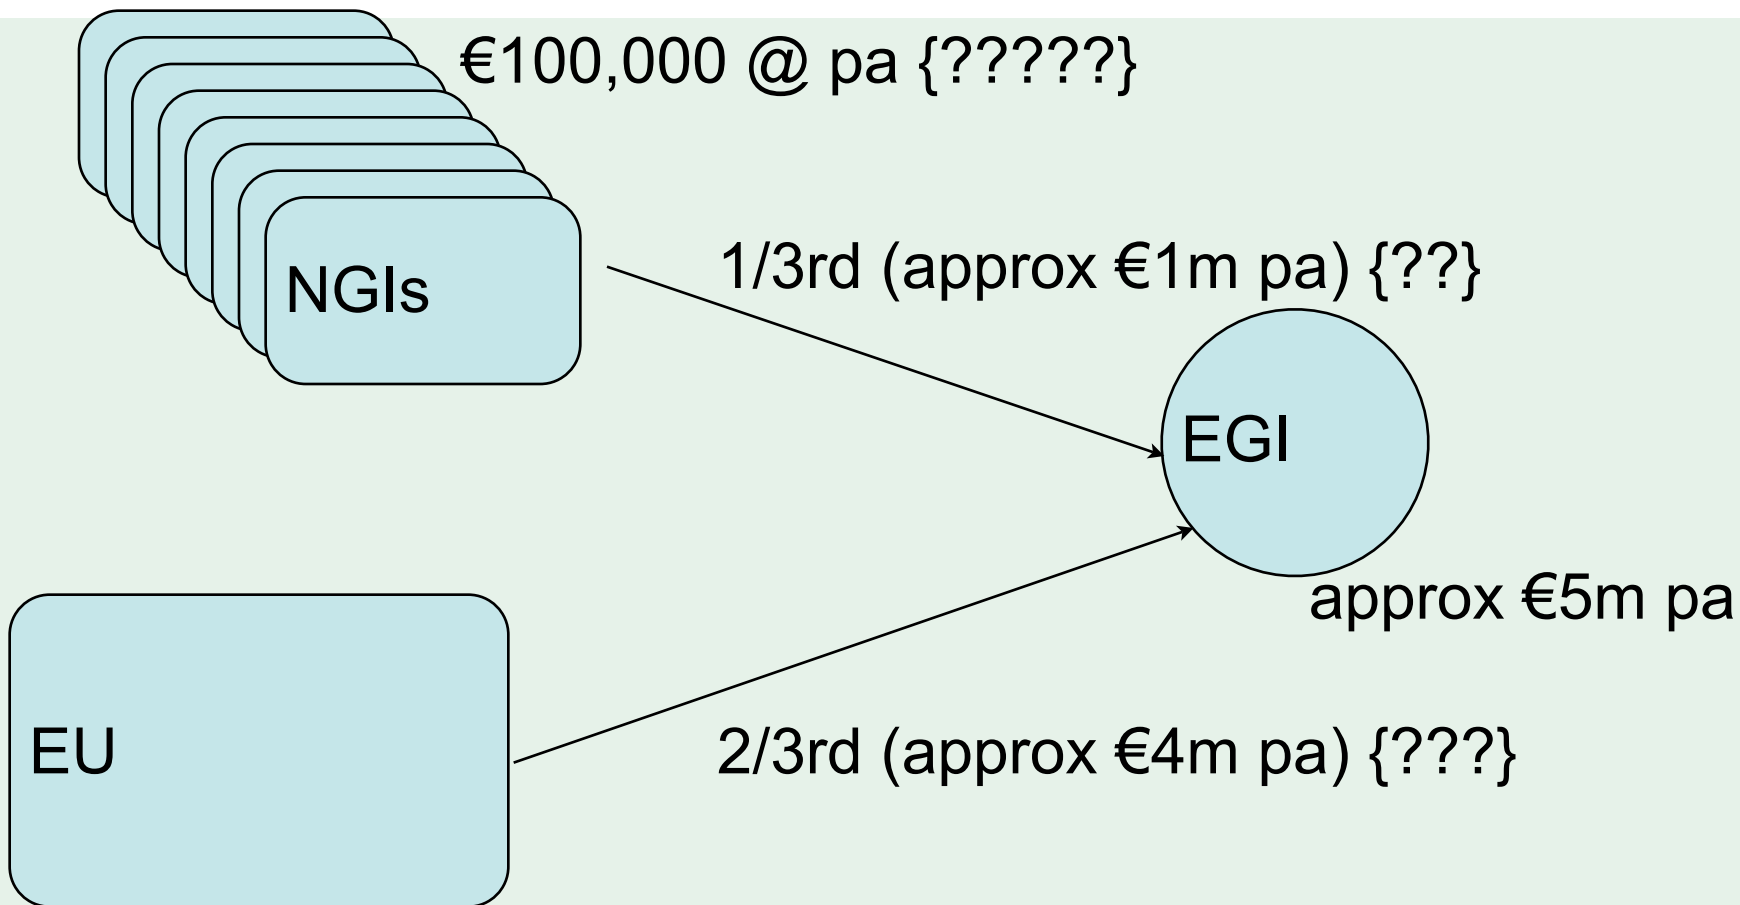 €100,000 @ pa {?????}
NGIs
1/3rd (approx €1m pa) {??}
EGI
approx €5m pa
EU
2/3rd (approx €4m pa) {???}